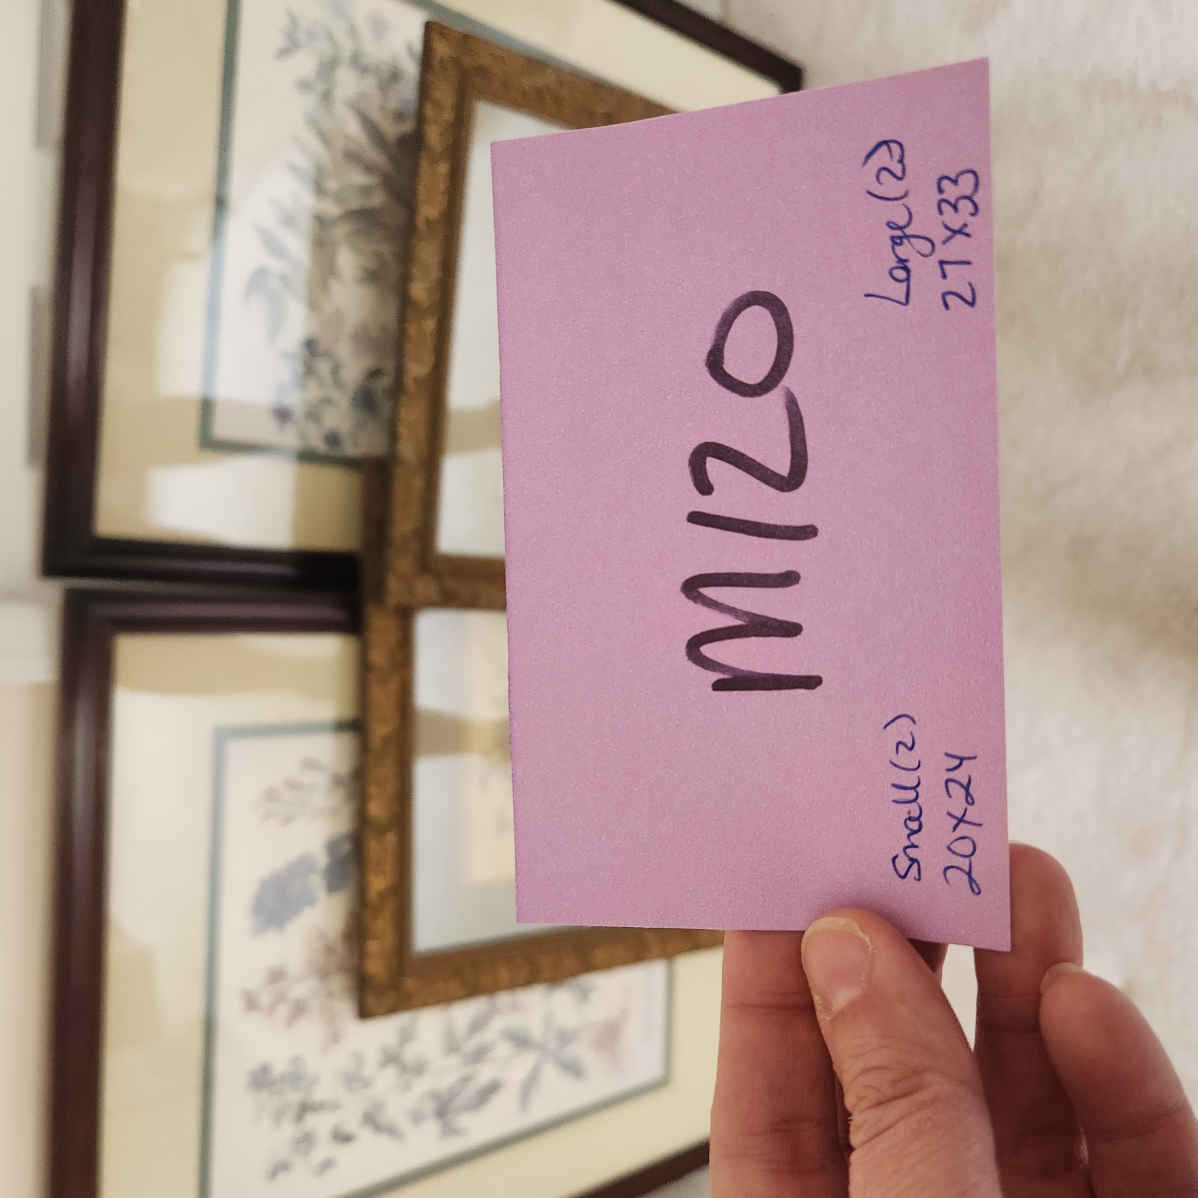 M120
Small (2)
20x24
Large (2)
27x33